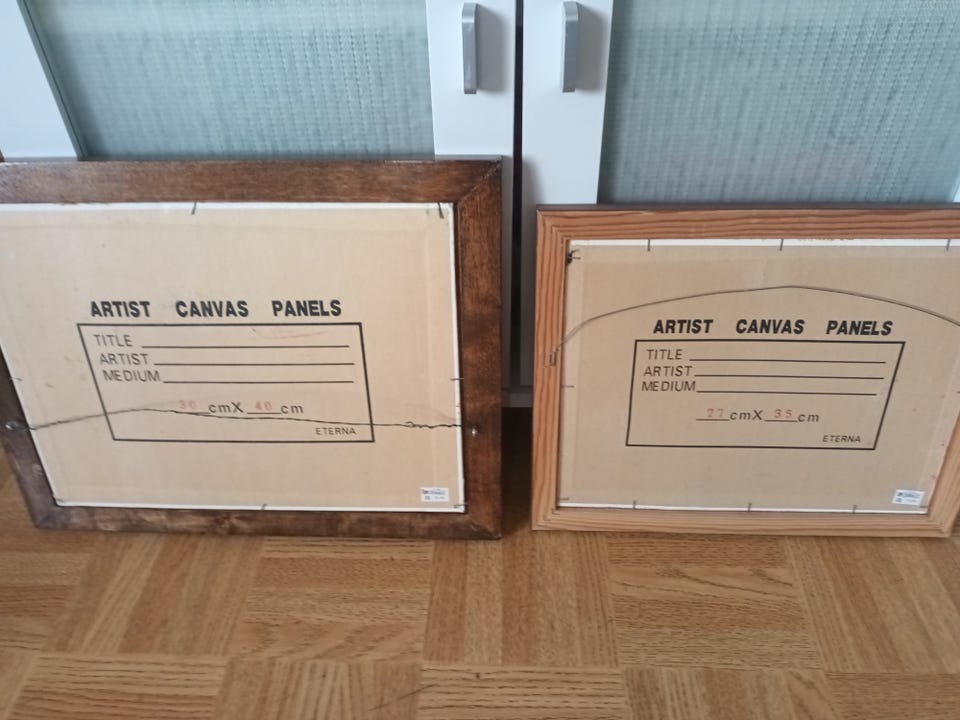 ARTIST CANVAS PANELS
TITLE
ARTIST
MEDIUM
30 cmX 40 cm
ETERNA
ARTIST CANVAS PANELS
TITLE
ARTIST
MEDIUM
27 cmX 35 cm
ETERNA